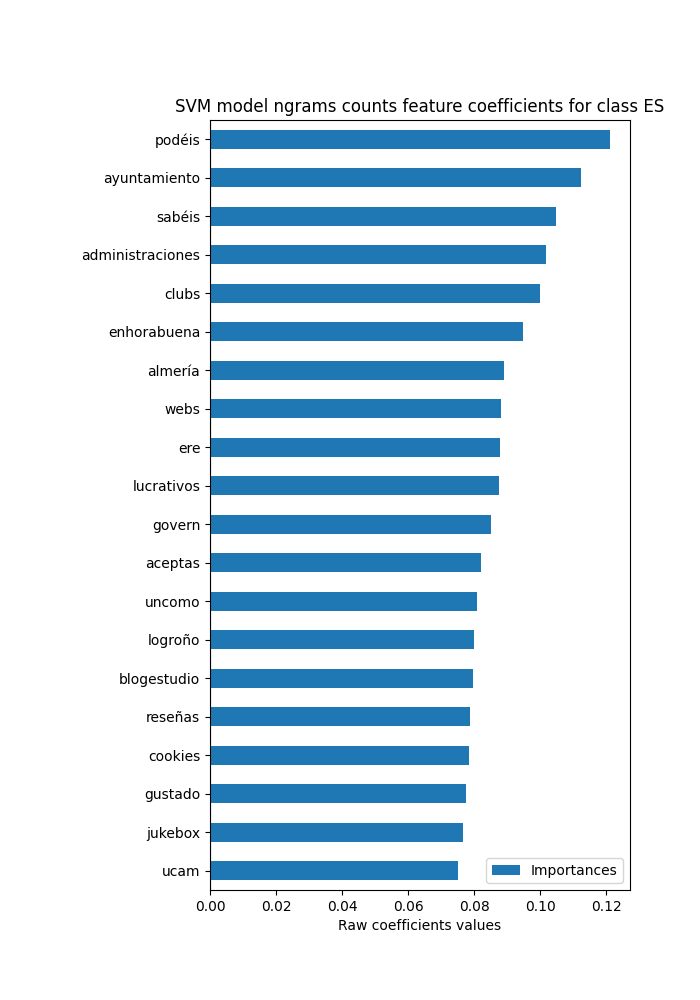 SVM model ngrams counts feature coefficients for class ES
podéis
ayuntamiento
sabéis
administraciones
clubs
enhorabuena
almería
webs
ere
lucrativos
govern
aceptas
uncomo
logroño
blogestudio
reseñas
cookies
gustado
jukebox
ucam
Importances
0.00 0.02 0.04 0.06 0.08 0.10 0.12
Raw coefficients values